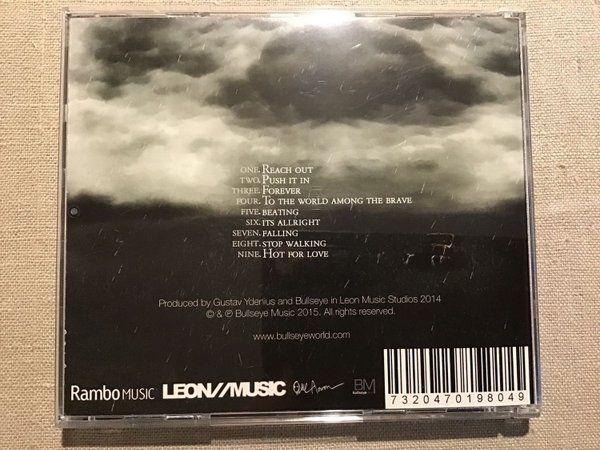 ONE. REACH OUT
TWO. PUSH IT IN
THREE. FOREVER
FOUR. TO THE WORLD AMONG THE BRAVE
FIVE. BEATING
SIX. ITS ALLRIGHT
SEVEN. FALLING
EIGHT. STOP WALKING
NINE. HOT FOR LOVE
Produced by Gustav Ydenius and Bullseye in Leon Music Studios 2014
© & ℗ Bullseye Music 2015. All rights reserved.
www.bullseyeworld.com
Rambo MUSIC LEON//MUSIC BM
bullseye
7320470198049